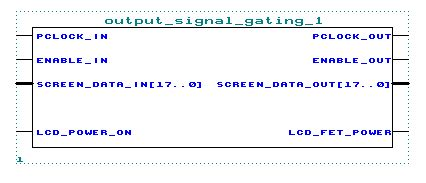 output_signal_gating_1
PCLOCK_IN PCLOCK_OUT
ENABLE_IN ENABLE_OUT
SCREEN_DATA_IN[17..0] SCREEN_DATA_OUT[17..0]
LCD_POWER_ON LCD_FET_POWER
1